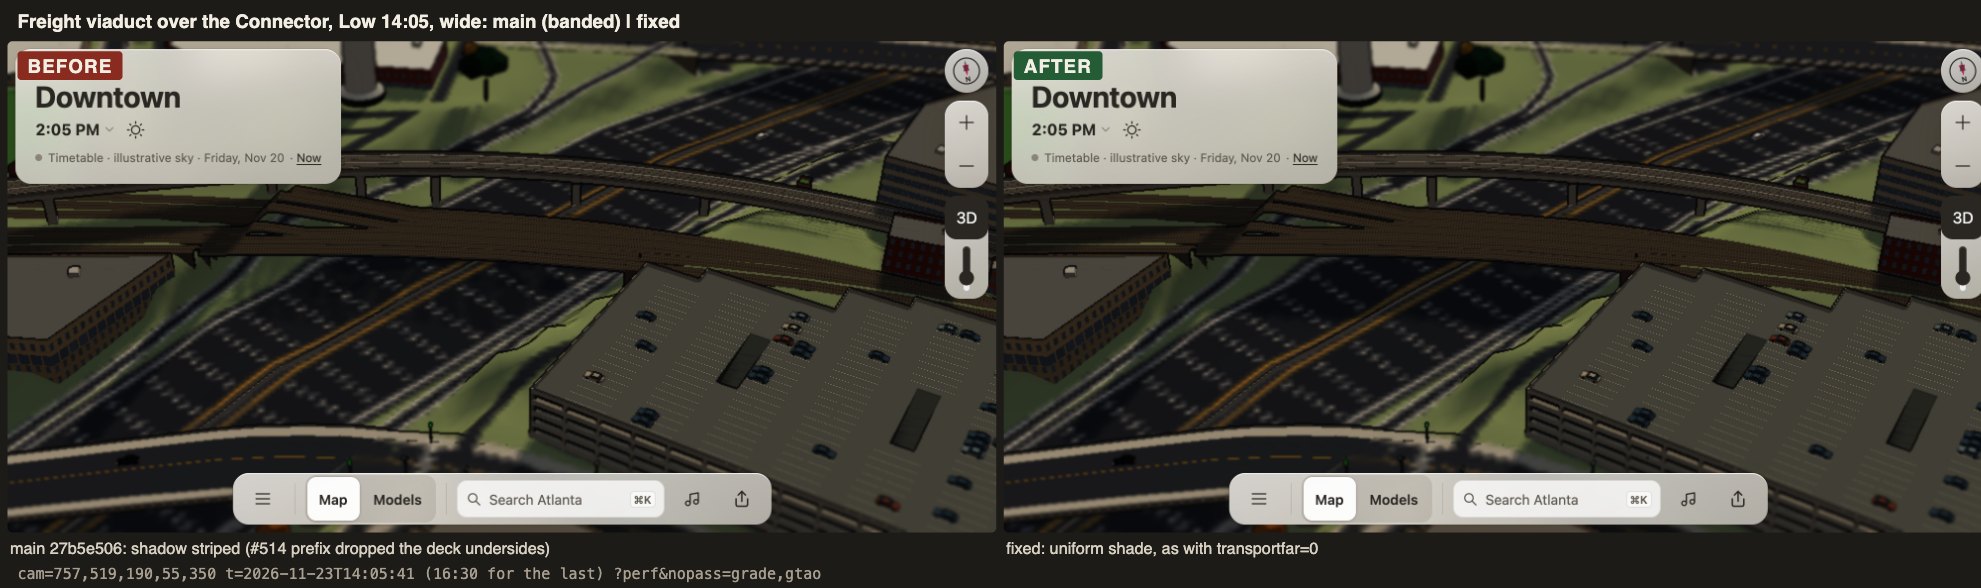 Freight viaduct over the Connector, Low 14:05, wide: main (banded) | fixed
BEFORE
Downtown
2:05 PM
Timetable · illustrative sky · Friday, Nov 20 · Now
N
+
−
3D
Map Models Search Atlanta ⌘K
main 27b5e506: shadow striped (#514 prefix dropped the deck undersides)
AFTER
Downtown
2:05 PM
Timetable · illustrative sky · Friday, Nov 20 · Now
N
+
−
3D
Map Models Search Atlanta ⌘K
fixed: uniform shade, as with transportfar=0
cam=757,519,190,55,350 t=2026-11-23T14:05:41 (16:30 for the last) ?perf&nopass=grade,gtao